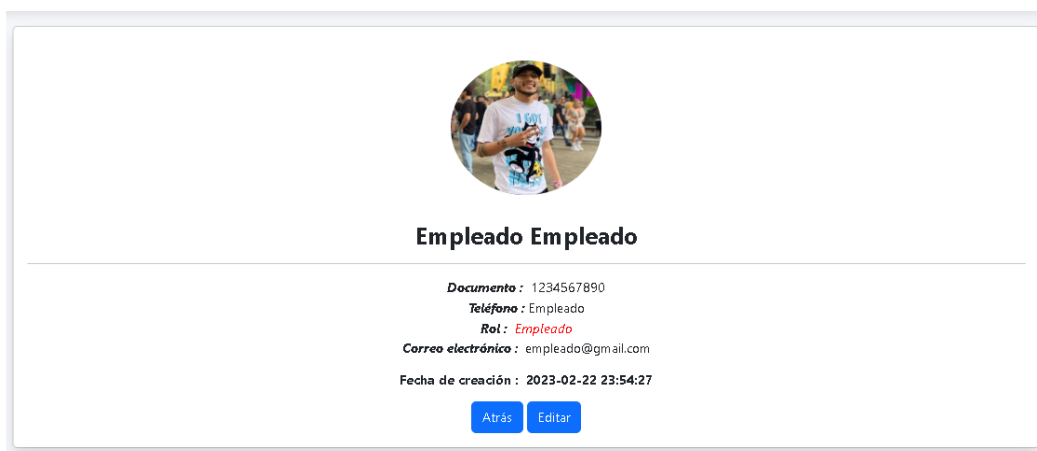 I GOT
Empleado Empleado
Documento : 1234567890
Teléfono : Empleado
Rol : Empleado
Correo electrónico : empleado@gmail.com
Fecha de creación : 2023-02-22 23:54:27
Atrás Editar